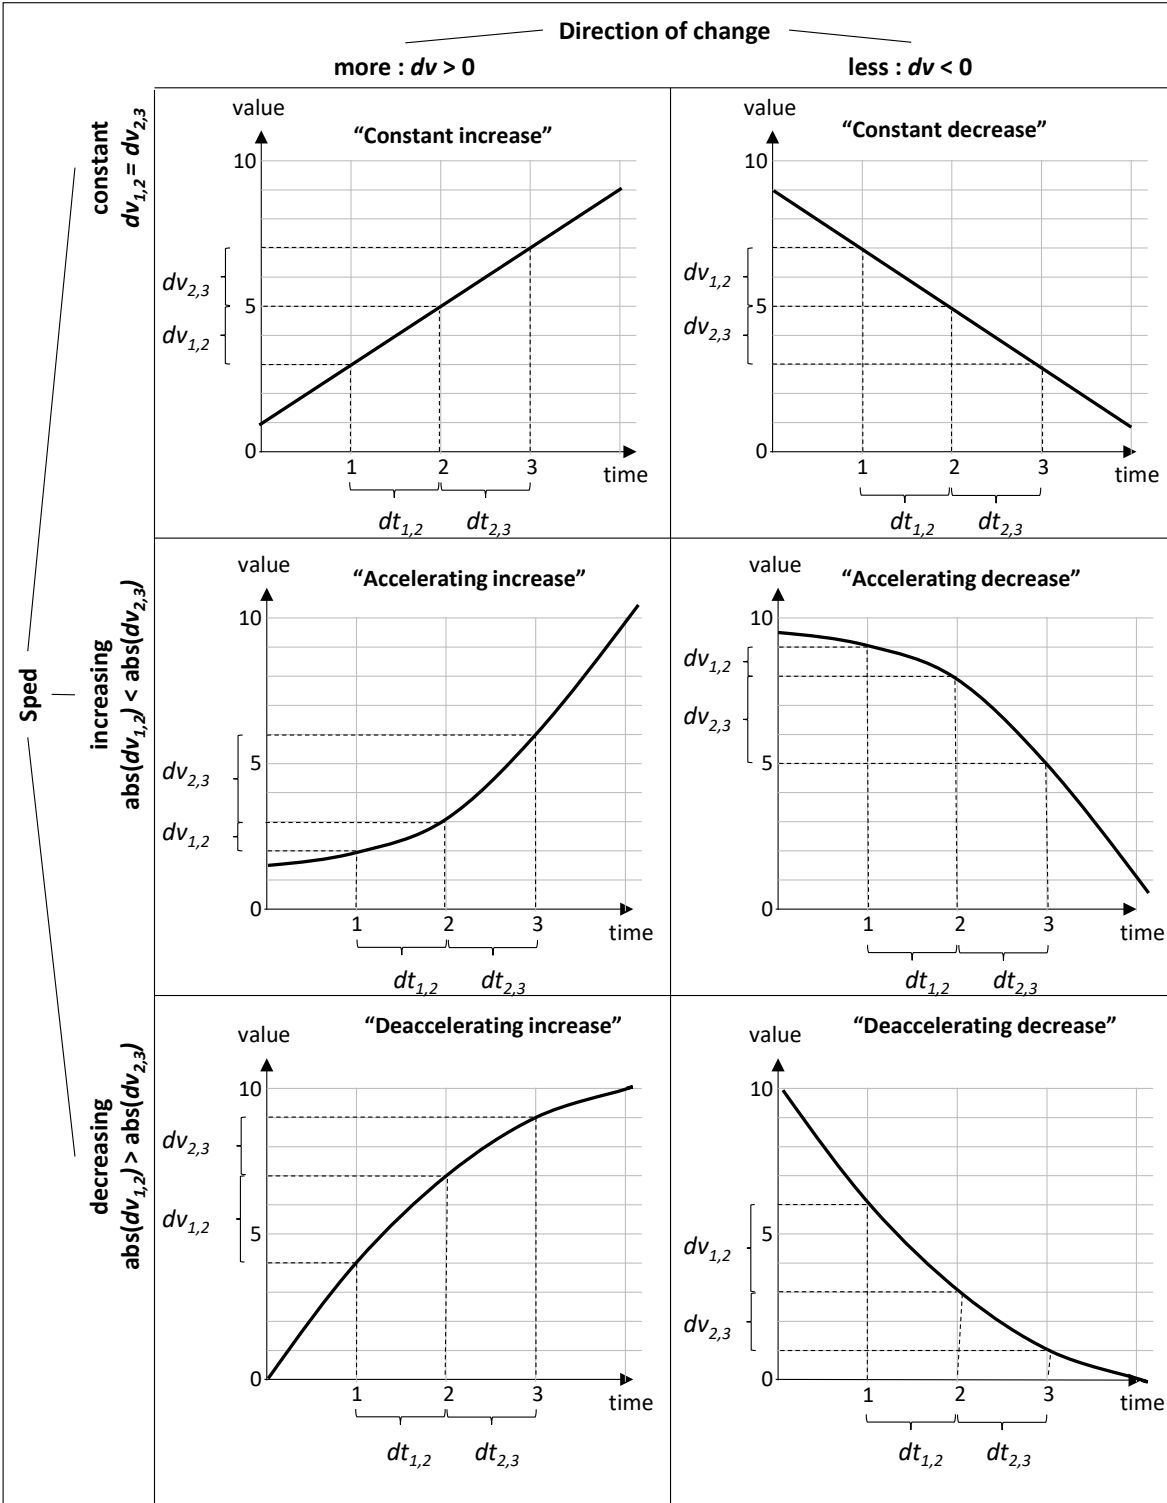 Direction of change
more : dv > 0
less : dv < 0
Sped
constant
dv1,2 = dv2,3
value
“Constant increase”
10
dv2,3
5
dv1,2
0
1
2
3
time
dt1,2
dt2,3
value
“Constant decrease”
10
dv1,2
5
dv2,3
0
1
2
3
time
dt1,2
dt2,3
increasing
abs(dv1,2) < abs(dv2,3)
value
“Accelerating increase”
10
dv2,3
5
dv1,2
0
1
2
3
time
dt1,2
dt2,3
value
“Accelerating decrease”
10
dv1,2
dv2,3
5
0
1
2
3
time
dt1,2
dt2,3
decreasing
abs(dv1,2) > abs(dv2,3)
value
“Deaccelerating increase”
10
dv2,3
dv1,2
5
0
1
2
3
time
dt1,2
dt2,3
value
“Deaccelerating decrease”
10
5
dv1,2
dv2,3
0
1
2
3
time
dt1,2
dt2,3